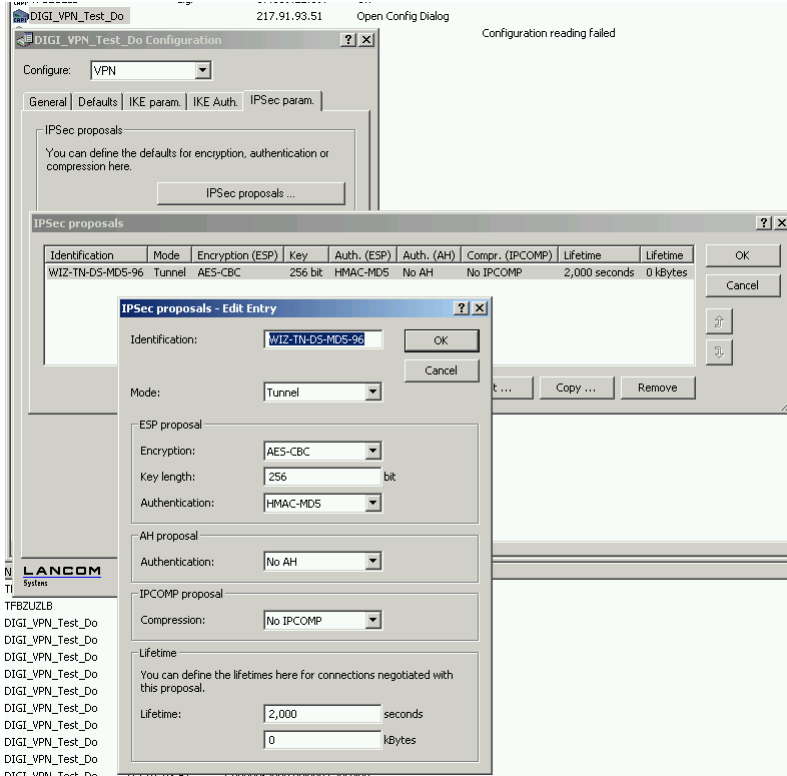 DIGI_VPN_Test_Do 217.91.93.51 Open Config Dialog
Configuration reading failed
DIGI_VPN_Test_Do Configuration
Configure: VPN
General Defaults IKE param. IKE Auth. IPSec param.
IPSec proposals
You can define the defaults for encryption, authentication or
compression here.
IPSec proposals ...
IPSec proposals
Identification Mode Encryption (ESP) Key Auth. (ESP) Auth. (AH) Compr. (IPCOMP) Lifetime Lifetime
WIZ-TN-DS-MD5-96 Tunnel AES-CBC 256 bit HMAC-MD5 No AH No IPCOMP 2,000 seconds 0 kBytes
OK
Cancel
Copy ... Remove
IPSec proposals - Edit Entry
Identification: WIZ-TN-DS-MD5-96
OK
Cancel
Mode: Tunnel
ESP proposal
Encryption: AES-CBC
Key length: 256 bit
Authentication: HMAC-MD5
AH proposal
Authentication: No AH
IPCOMP proposal
Compression: No IPCOMP
Lifetime
You can define the lifetimes here for connections negotiated with
this proposal.
Lifetime: 2,000 seconds
0 kBytes
LANCOM
Systems
TFBZUZLB
DIGI_VPN_Test_Do
DIGI_VPN_Test_Do
DIGI_VPN_Test_Do
DIGI_VPN_Test_Do
DIGI_VPN_Test_Do
DIGI_VPN_Test_Do
DIGI_VPN_Test_Do
DIGI_VPN_Test_Do
DIGI_VPN_Test_Do
DIGI_VPN_Test_Do